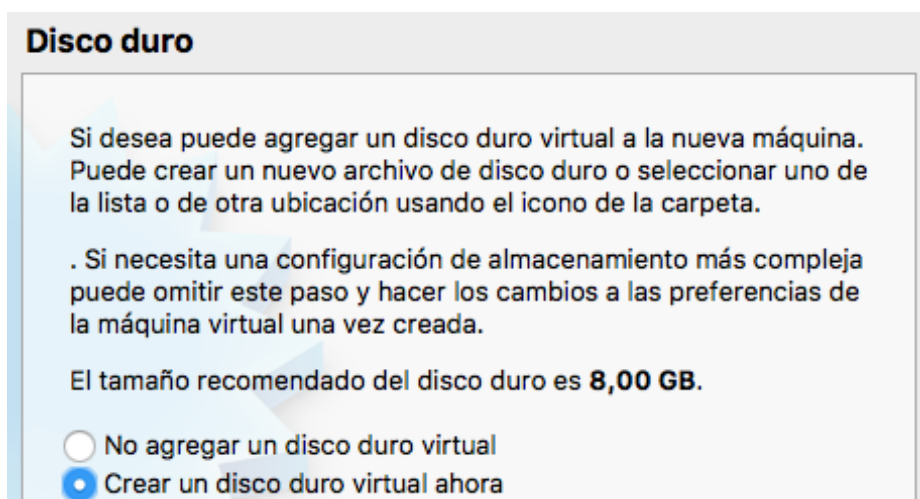 Disco duro
Si desea puede agregar un disco duro virtual a la nueva máquina.
Puede crear un nuevo archivo de disco duro o seleccionar uno de
la lista o de otra ubicación usando el icono de la carpeta.
. Si necesita una configuración de almacenamiento más compleja
puede omitir este paso y hacer los cambios a las preferencias de
la máquina virtual una vez creada.
El tamaño recomendado del disco duro es 8,00 GB.
No agregar un disco duro virtual
Crear un disco duro virtual ahora